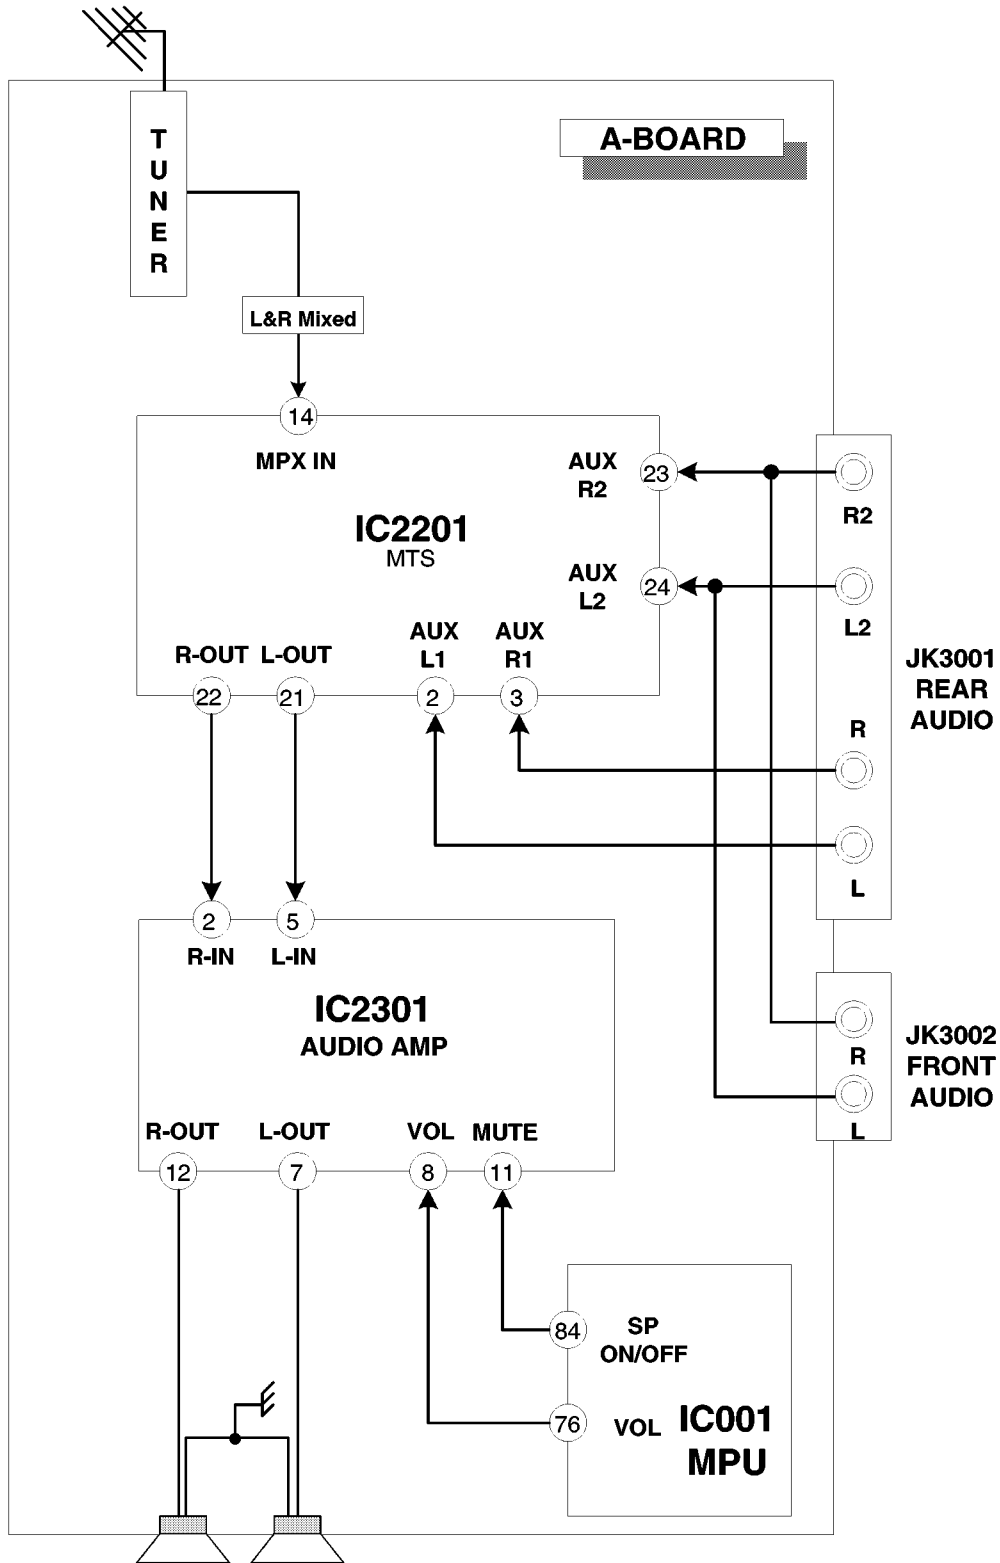 A-BOARD
TUNER
L&R Mixed
14
MPX IN
AUX
R2
23
R2
IC2201
MTS
AUX
L2
24
L2
R-OUT
L-OUT
AUX
L1
AUX
R1
22
21
2
3
JK3001
REAR
AUDIO
R
L
2
5
R-IN
L-IN
IC2301
AUDIO AMP
R
L
JK3002
FRONT
AUDIO
R-OUT
L-OUT
VOL
MUTE
12
7
8
11
84
SP
ON/OFF
76
VOL
IC001
MPU